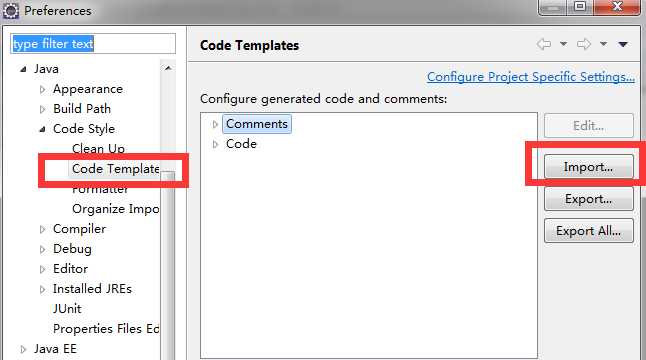 Preferences
type filter text
Java
Appearance
Build Path
Code Style
Clean Up
Code Template
Formatter
Organize Impo
Compiler
Debug
Editor
Installed JREs
JUnit
Properties Files Ed
Java EE
Code Templates
Configure Project Specific Settings...
Configure generated code and comments:
Comments
Code
Edit...
Import...
Export...
Export All...